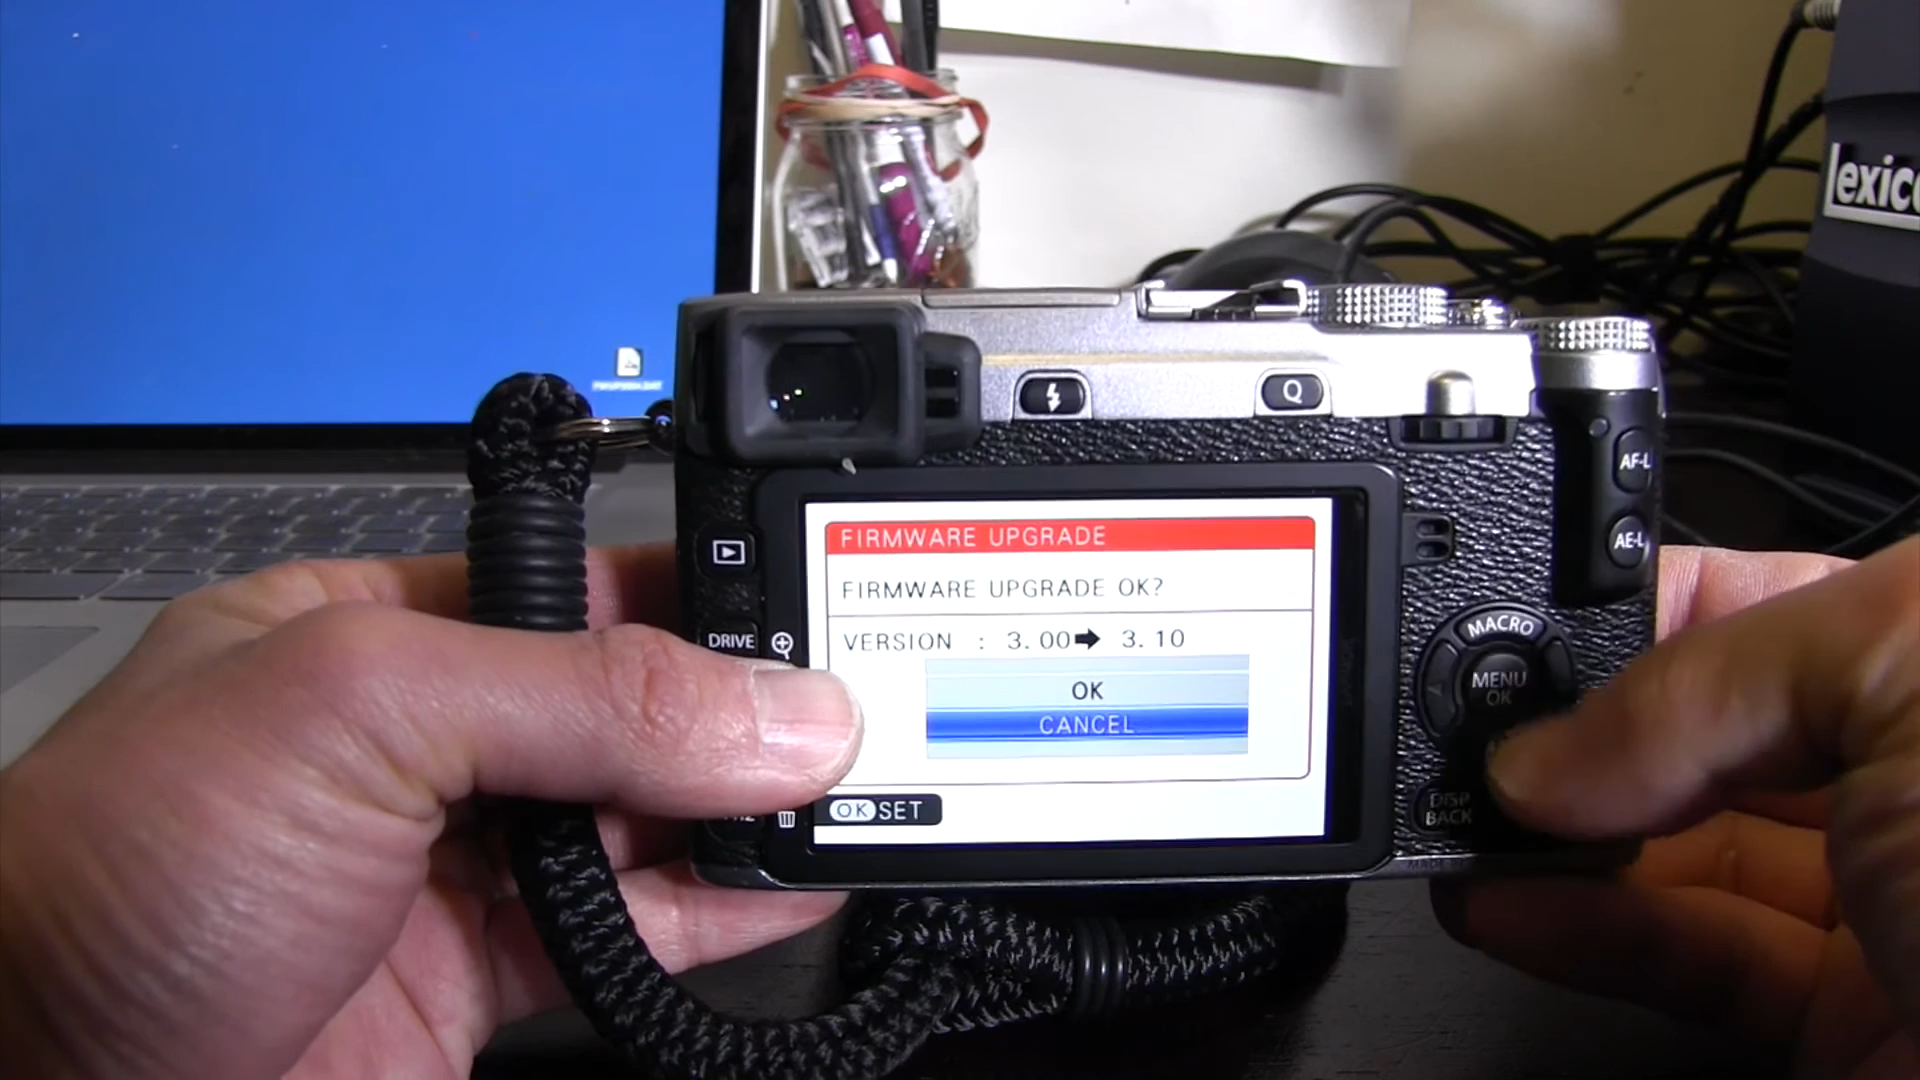 lexico
Q
AF-L
AE-L
FIRMWARE UPGRADE
FIRMWARE UPGRADE OK?
VERSION : 3.00➡ 3.10
OK
CANCEL
OK SET
DRIVE
MACRO
MENU
OK
DISP
BACK